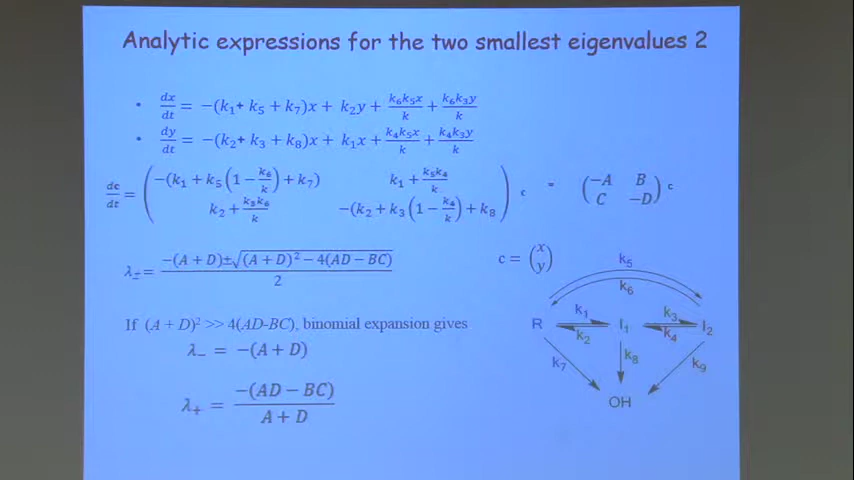 Analytic expressions for the two smallest eigenvalues 2
• dx/dt = −(k₁+ k₅ + k₇)x + k₂y + k₆k₅x/k + k₆k₃y/k
• dy/dt = −(k₂+ k₃ + k₈)x + k₁x + k₄k₅x/k + k₄k₃y/k
dc/dt = ( −(k₁ + k₅(1−k₆/k) + k₇) k₁ + k₅k₄/k
k₂ + k₃k₆/k −(k₂ + k₃(1−k₄/k) + k₈ ) c = (−A B
C −D) c
λ± = −(A + D)±√(A + D)² − 4(AD − BC) / 2
c = (x
y)
If (A + D)² >> 4(AD-BC), binomial expansion gives
λ₋ = −(A + D)
λ₊ = −(AD − BC) / A + D
k₅
k₆
R k₁ k₂ I₁ k₃ k₄ I₂
k₇ k₈ k₉
OH